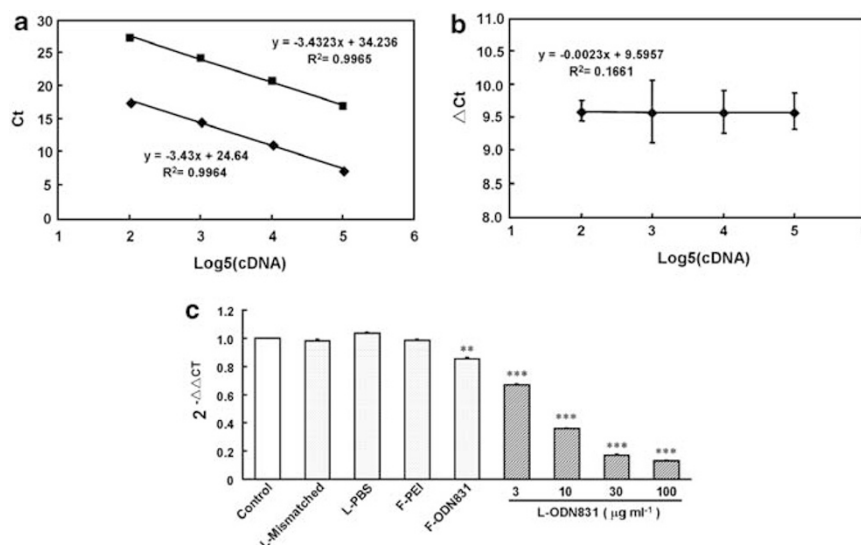 a
30
25
20
15
10
5
0
Ct
y = -3.4323x + 34.236
R²= 0.9965
y = -3.43x + 24.64
R²= 0.9964
1 2 3 4 5 6
Log5(cDNA)
b
11.0
10.5
10.0
9.5
9.0
8.5
8.0
△Ct
y = -0.0023x + 9.5957
R²= 0.1661
1 2 3 4 5
Log5(cDNA)
c
1.2
1.0
0.8
0.6
0.4
0.2
0
2 -△△CT
**
***
***
***
***
Control
L-Mismatched
L-PBS
F-PEI
F-ODN831
3 10 30 100
L-ODN831 ( μg ml⁻¹ )